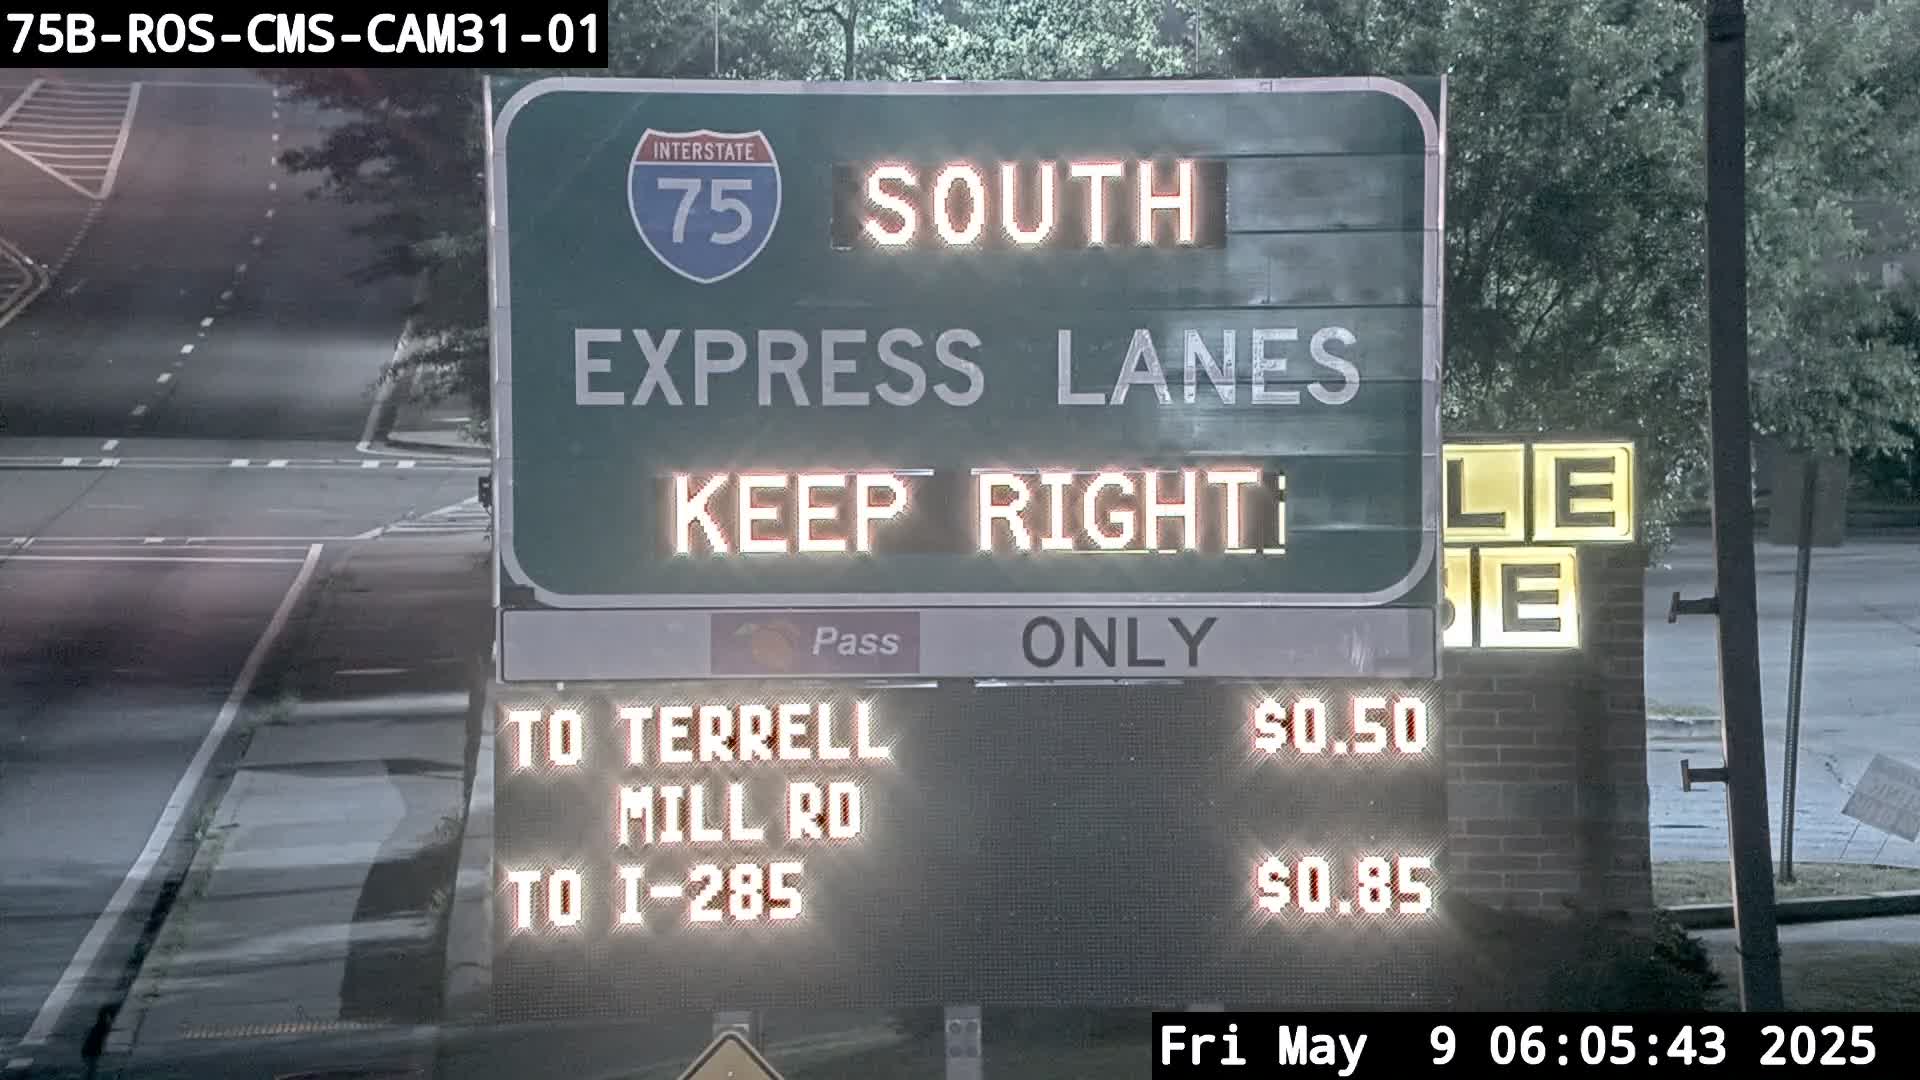 75B-ROS-CMS-CAM31-01
INTERSTATE
75
SOUTH
EXPRESS LANES
KEEP RIGHT
Pass ONLY
LE
E
TO TERRELL $0.50
MILL RD
TO I-285 $0.85
Fri May 9 06:05:43 2025